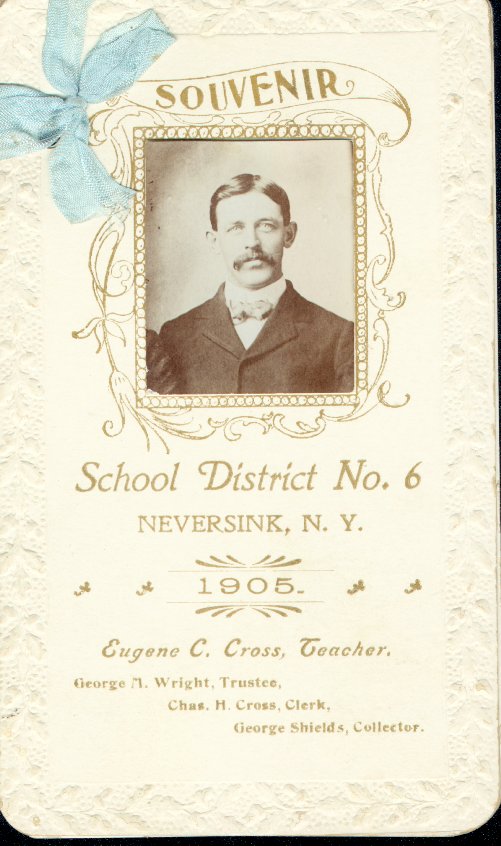 SOUVENIR
School District No. 6
NEVERSINK, N. Y.
1905.
Eugene C. Cross, Teacher.
George M. Wright, Trustee,
Chas. H. Cross, Clerk,
George Shields, Collector.